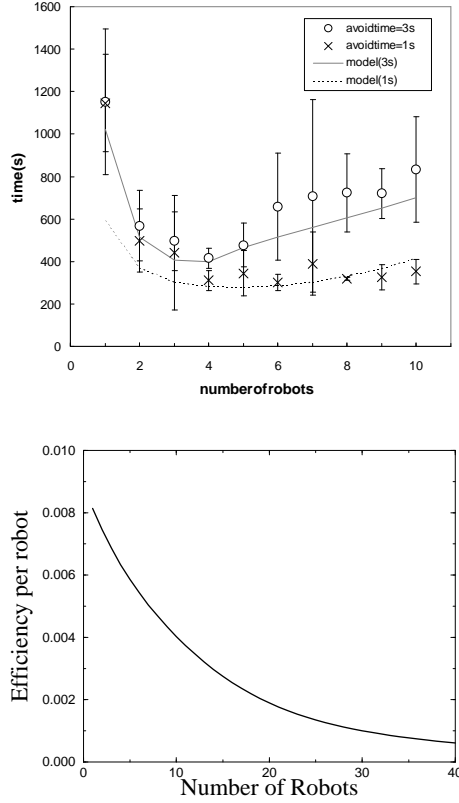 1600
1400
1200
1000
800
600
400
200
0
time(s)
avoidtime=3s
avoidtime=1s
model(3s)
model(1s)
0 2 4 6 8 10
numberofrobots
0.010
0.008
0.006
0.004
0.002
0.000
Efficiency per robot
0 10 20 30 40
Number of Robots